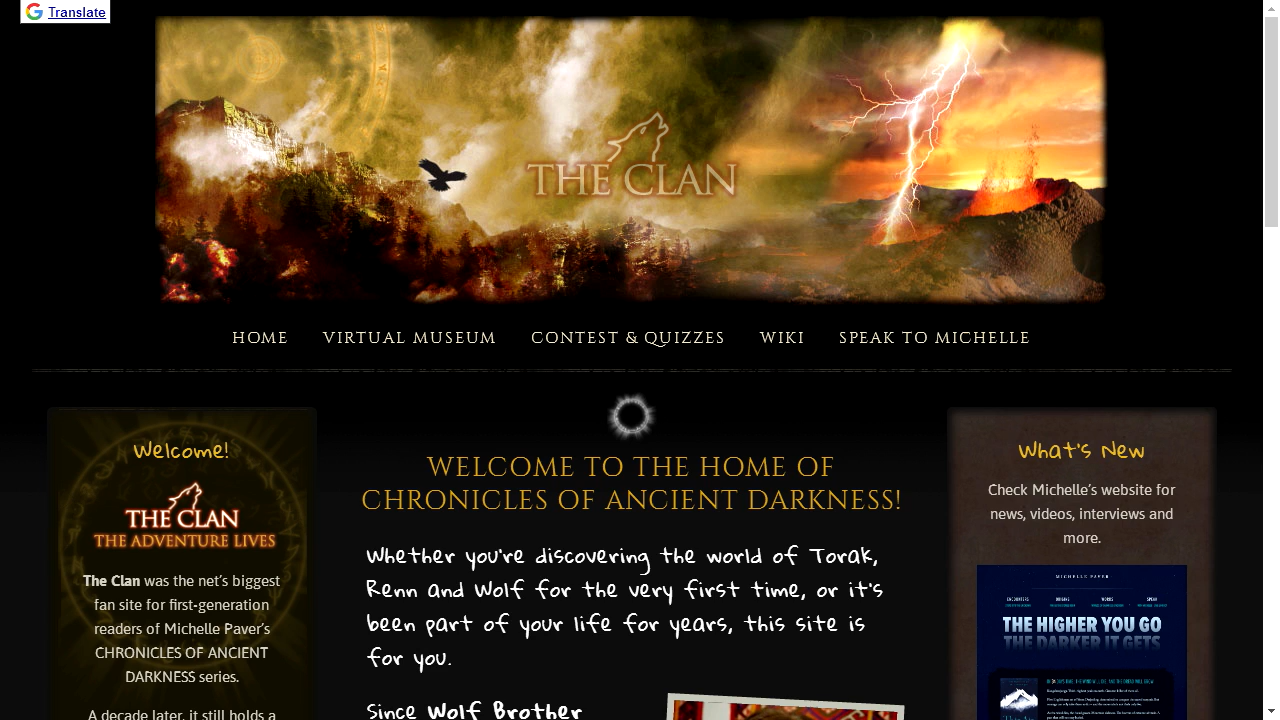 Translate
THE CLAN
HOME
VIRTUAL MUSEUM
CONTEST & QUIZZES
WIKI
SPEAK TO MICHELLE
Welcome!
THE CLAN
THE ADVENTURE LIVES
The Clan was the net's biggest
fan site for first-generation
readers of Michelle Paver's
CHRONICLES OF ANCIENT
DARKNESS series.
A decade later, it still holds a
WELCOME TO THE HOME OF
CHRONICLES OF ANCIENT DARKNESS!
Whether you're discovering the world of Torak,
Renn and Wolf for the very first time, or it's
been part of your life for years, this site is
for you.
Since Wolf Brother
What's New
Check Michelle's website for
news, videos, interviews and
more.
MICHELLE PAVER
ENCOUNTERS
ORIGINS
WORDS
SPEAK
THE HIGHER YOU GO
THE DARKER IT GETS